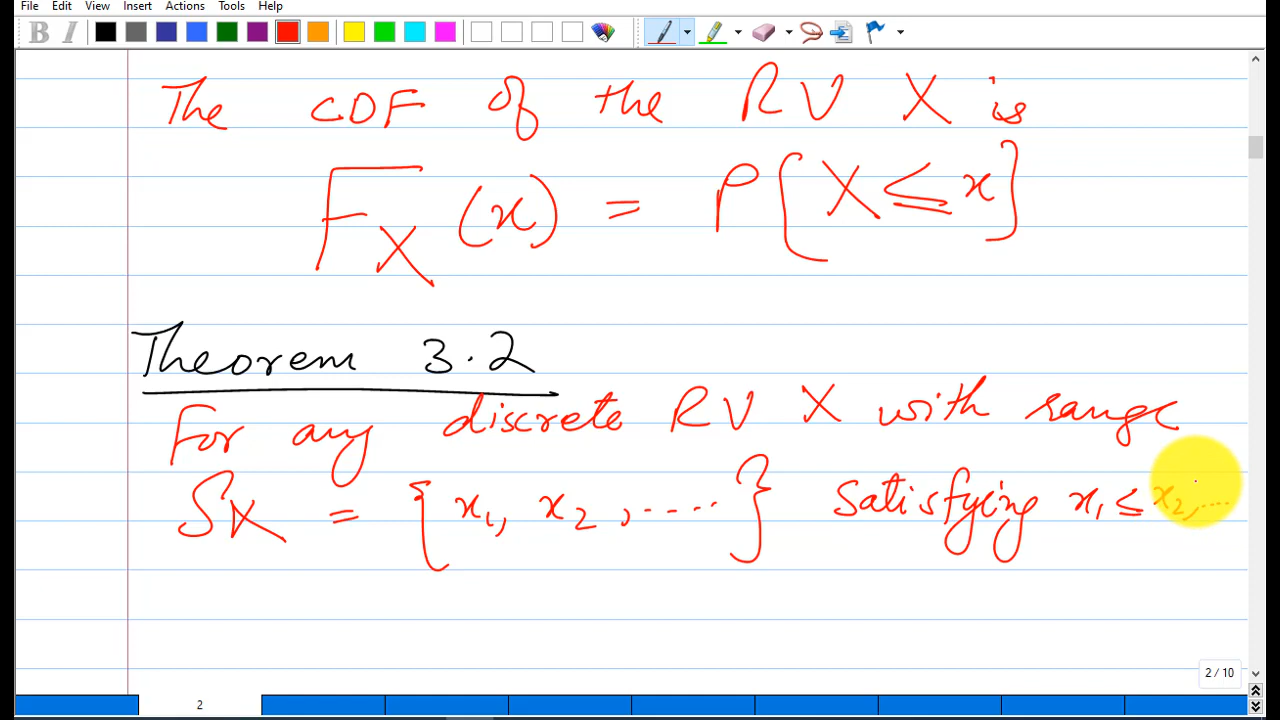 File Edit View Insert Actions Tools Help
B I
The CDF of the RV X is
F_X (x) = P{X ≤ x}
Theorem 3.2
For any discrete RV X with range
S_X = {x_1, x_2, .....} Satisfying x_1 ≤ x_2, ....
2 / 10
2